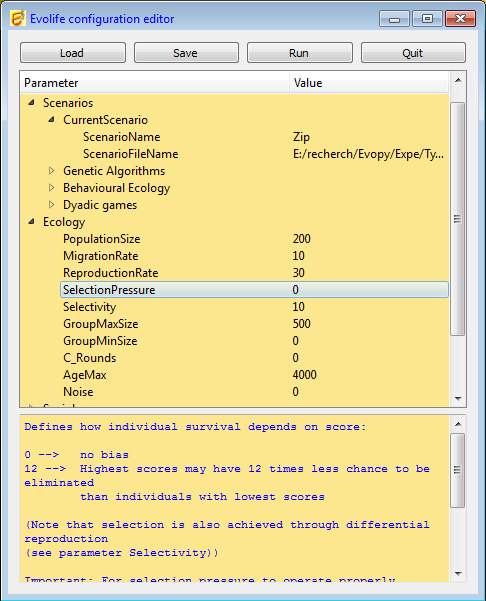 Evolife configuration editor
Load Save Run Quit
Parameter Value
Scenarios
CurrentScenario
ScenarioName Zip
ScenarioFileName E:/recherch/Evopy/Expe/Ty...
Genetic Algorithms
Behavioural Ecology
Dyadic games
Ecology
PopulationSize 200
MigrationRate 10
ReproductionRate 30
SelectionPressure 0
Selectivity 10
GroupMaxSize 500
GroupMinSize 0
C_Rounds 0
AgeMax 4000
Noise 0
Defines how individual survival depends on score:
0 --> no bias
12 --> Highest scores may have 12 times less chance to be
eliminated
than individuals with lowest scores
(Note that selection is also achieved through differential
reproduction
(see parameter Selectivity))
Important: For selection pressure to operate properly